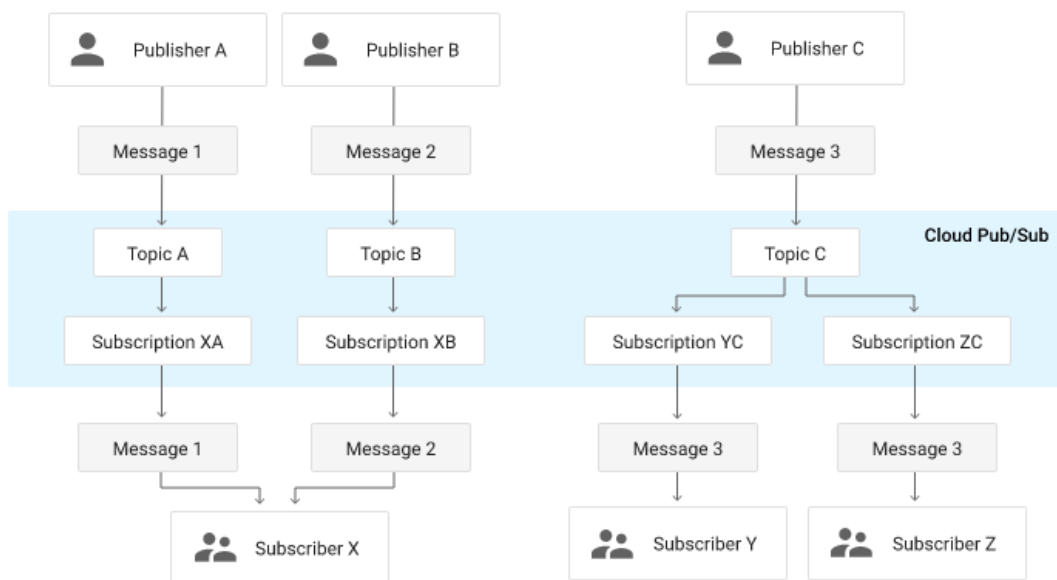 Publisher A
Publisher B
Publisher C
Message 1
Message 2
Message 3
Cloud Pub/Sub
Topic A
Topic B
Topic C
Subscription XA
Subscription XB
Subscription YC
Subscription ZC
Message 1
Message 2
Message 3
Message 3
Subscriber X
Subscriber Y
Subscriber Z